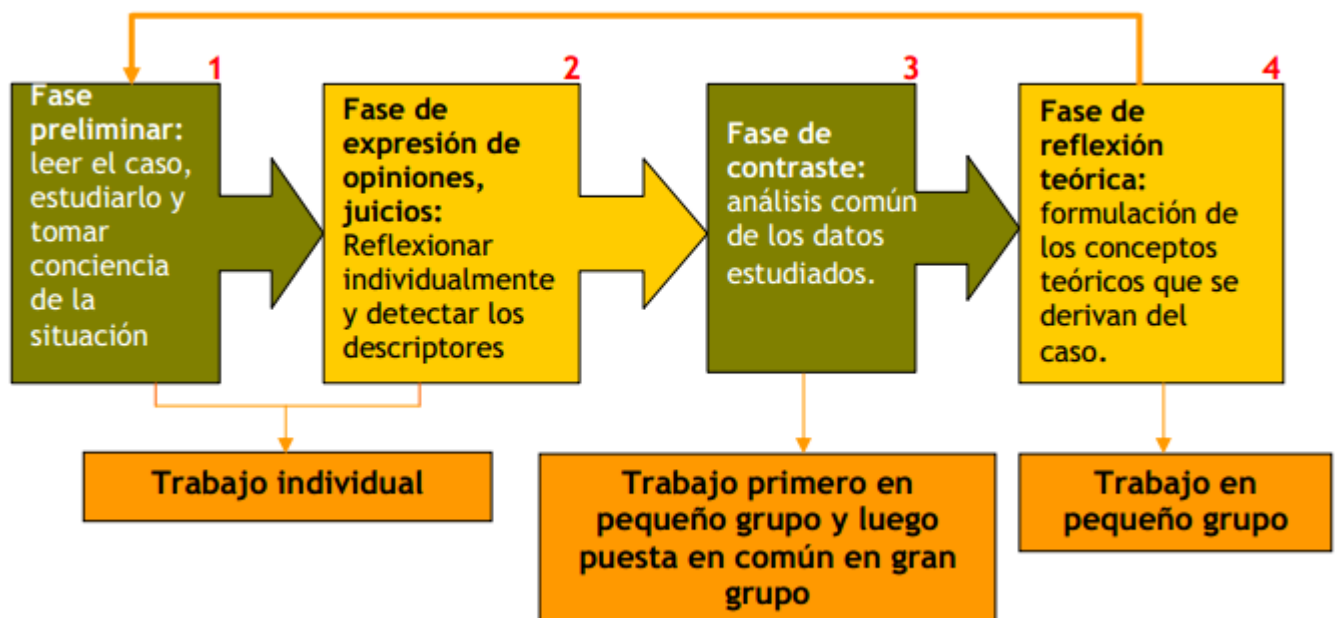 1
Fase
preliminar:
leer el caso,
estudiarlo y
tomar
conciencia
de la
situación
2
Fase de
expresión de
opiniones,
juicios:
Reflexionar
individualmente
y detectar los
descriptores
3
Fase de
contraste:
análisis común
de los datos
estudiados.
4
Fase de
reflexión
teórica:
formulación de
los conceptos
teóricos que se
derivan del
caso.
Trabajo individual
Trabajo primero en
pequeño grupo y luego
puesta en común en gran
grupo
Trabajo en
pequeño grupo